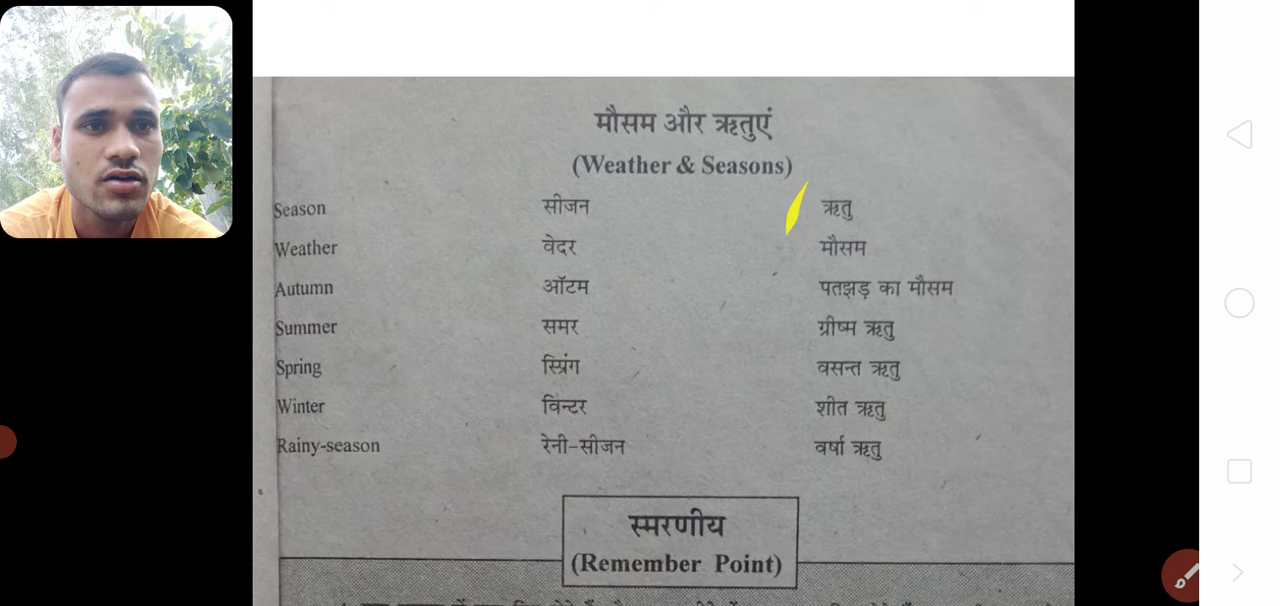 मौसम और ऋतुएं
(Weather & Seasons)
Season सीजन ऋतु
Weather वेदर मौसम
Autumn ऑटम पतझड़ का मौसम
Summer समर ग्रीष्म ऋतु
Spring स्प्रिंग वसन्त ऋतु
Winter विन्टर शीत ऋतु
Rainy-season रेनी-सीजन वर्षा ऋतु
स्मरणीय
(Remember Point)